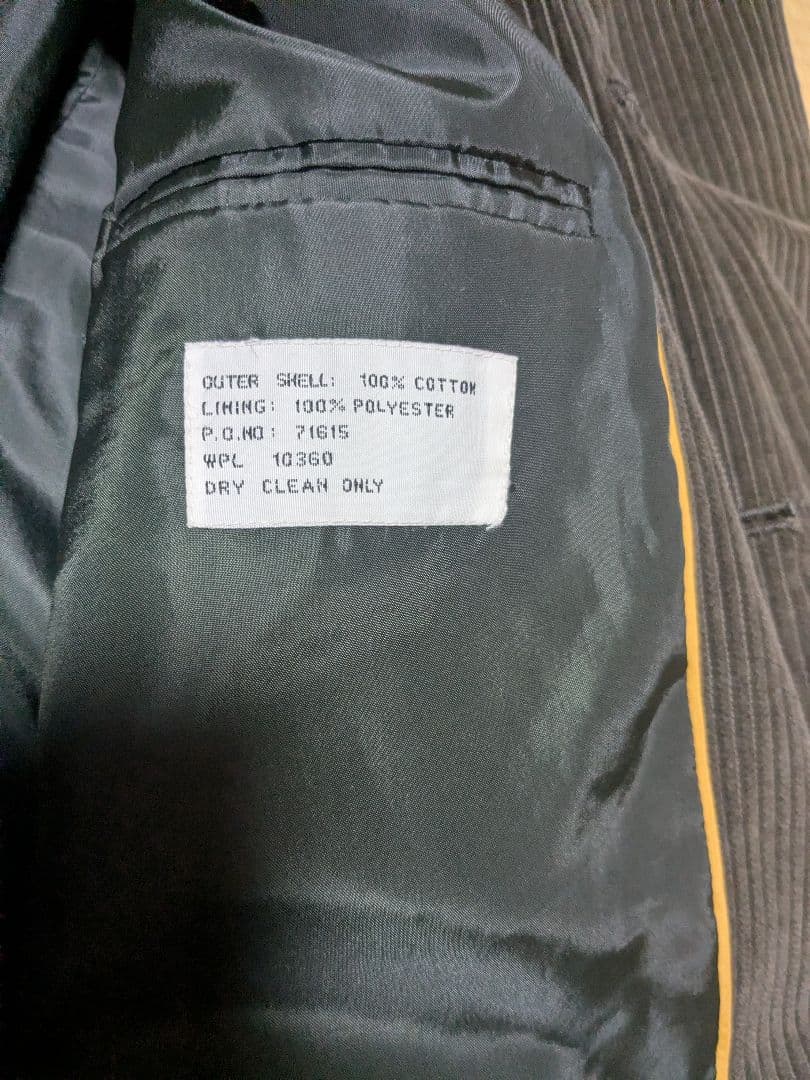 OUTER SHELL: 100% COTTON
LINING: 100% POLYESTER
P.O.NO: 71615
WPL 10360
DRY CLEAN ONLY